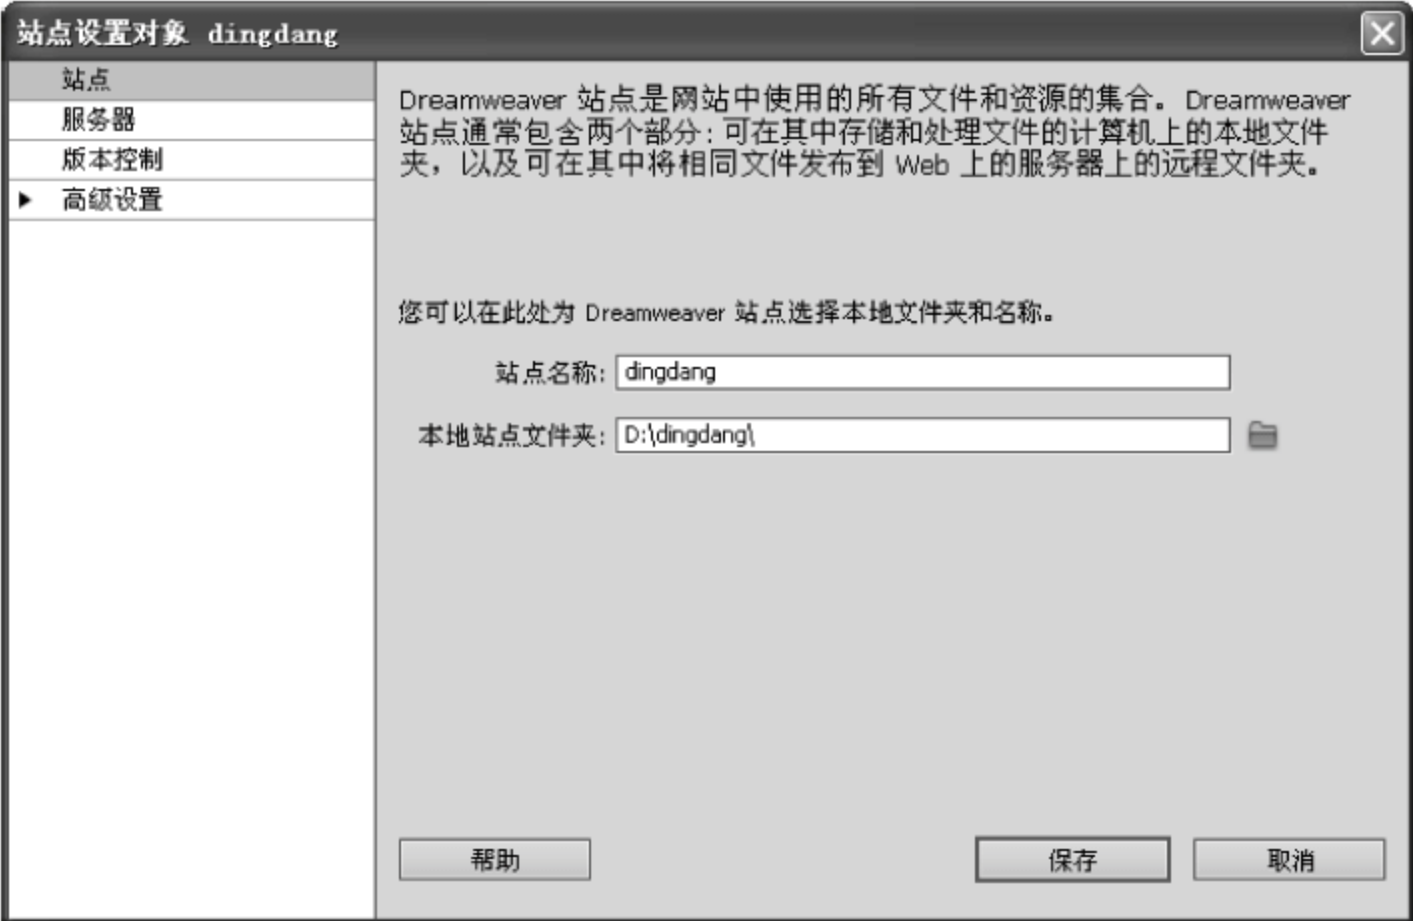 站点设置对象 dingdang
站点
服务器
版本控制
高级设置
Dreamweaver 站点是网站中使用的所有文件和资源的集合。Dreamweaver
站点通常包含两个部分:可在其中存储和处理文件的计算机上的本地文件
夹，以及可在其中将相同文件发布到 Web 上的服务器上的远程文件夹。
您可以在此处为 Dreamweaver 站点选择本地文件夹和名称。
站点名称: dingdang
本地站点文件夹: D:\dingdang\
帮助 保存 取消